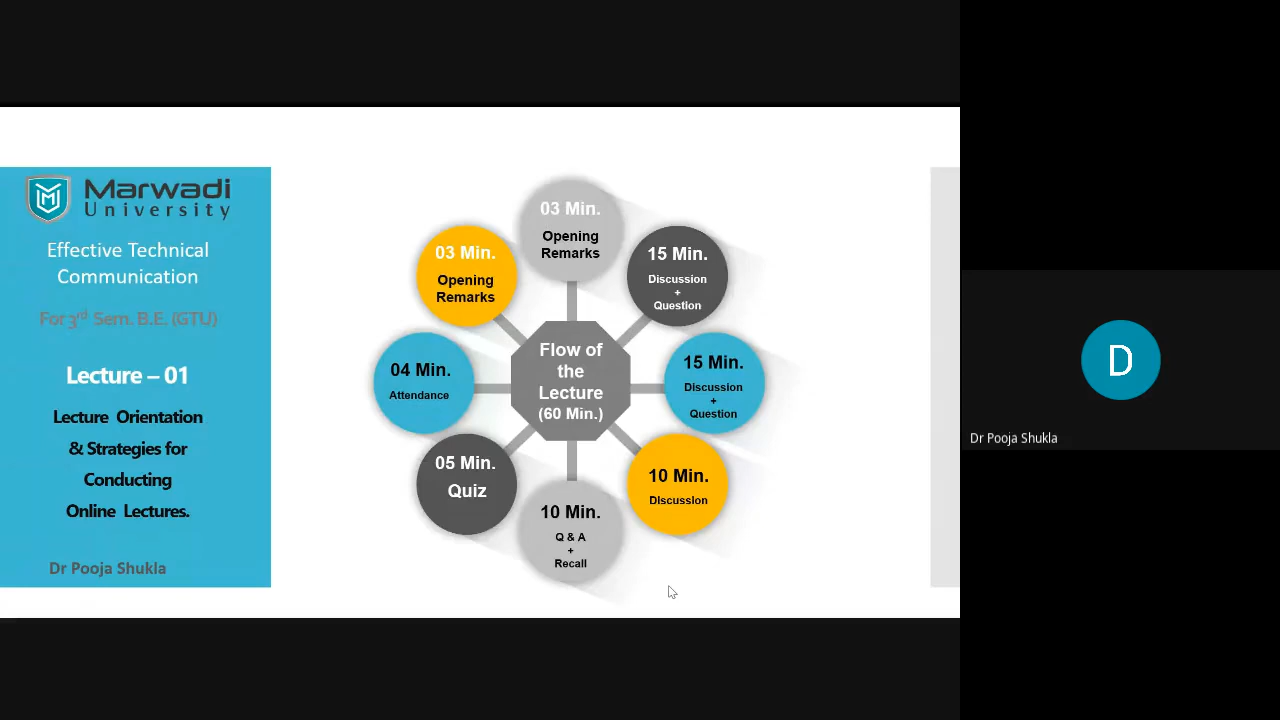 Marwadi
University
Effective Technical
Communication
For 3rd Sem. B.E. (GTU)
Lecture – 01
Lecture Orientation
& Strategies for
Conducting
Online Lectures.
Dr Pooja Shukla
03 Min.
Opening
Remarks
15 Min.
Discussion
+
Question
15 Min.
Discussion
+
Question
10 Min.
Discussion
10 Min.
Q & A
+
Recall
05 Min.
Quiz
04 Min.
Attendance
03 Min.
Opening
Remarks
Flow of
the
Lecture
(60 Min.)
D
Dr Pooja Shukla